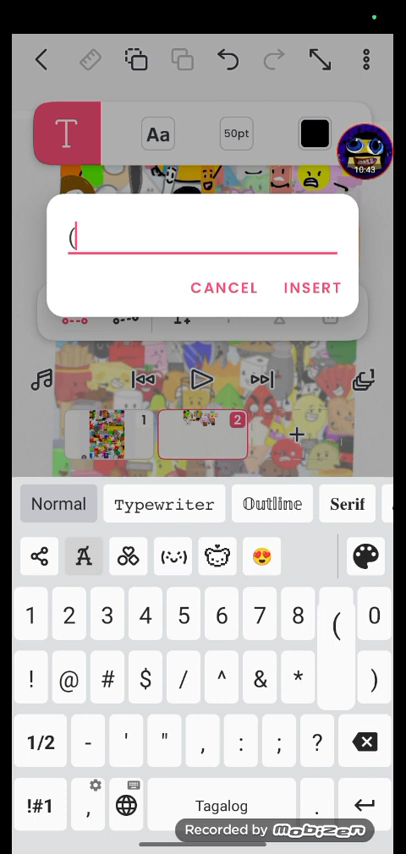 T Aa 50pt
10:43
(
CANCEL INSERT
1
1 2 +
Normal Typewriter Outline Serif
1 2 3 4 5 6 7 8 ( 0
! @ # $ / ^ & * )
1/2 - ' " , : ; ?
!#1 , Tagalog .
Recorded by mobizen